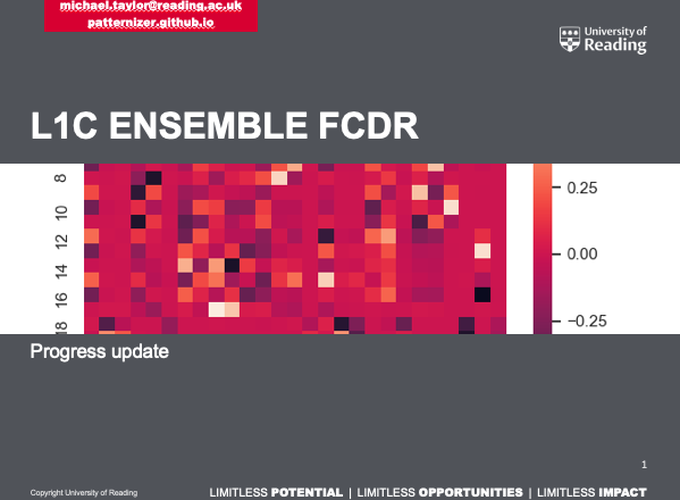 michael.taylor@reading.ac.uk
patternizer.github.io
University of
Reading
L1C ENSEMBLE FCDR
8
10
12
14
16
18
0.25
0.00
−0.25
Progress update
1
Copyright University of Reading
LIMITLESS POTENTIAL | LIMITLESS OPPORTUNITIES | LIMITLESS IMPACT